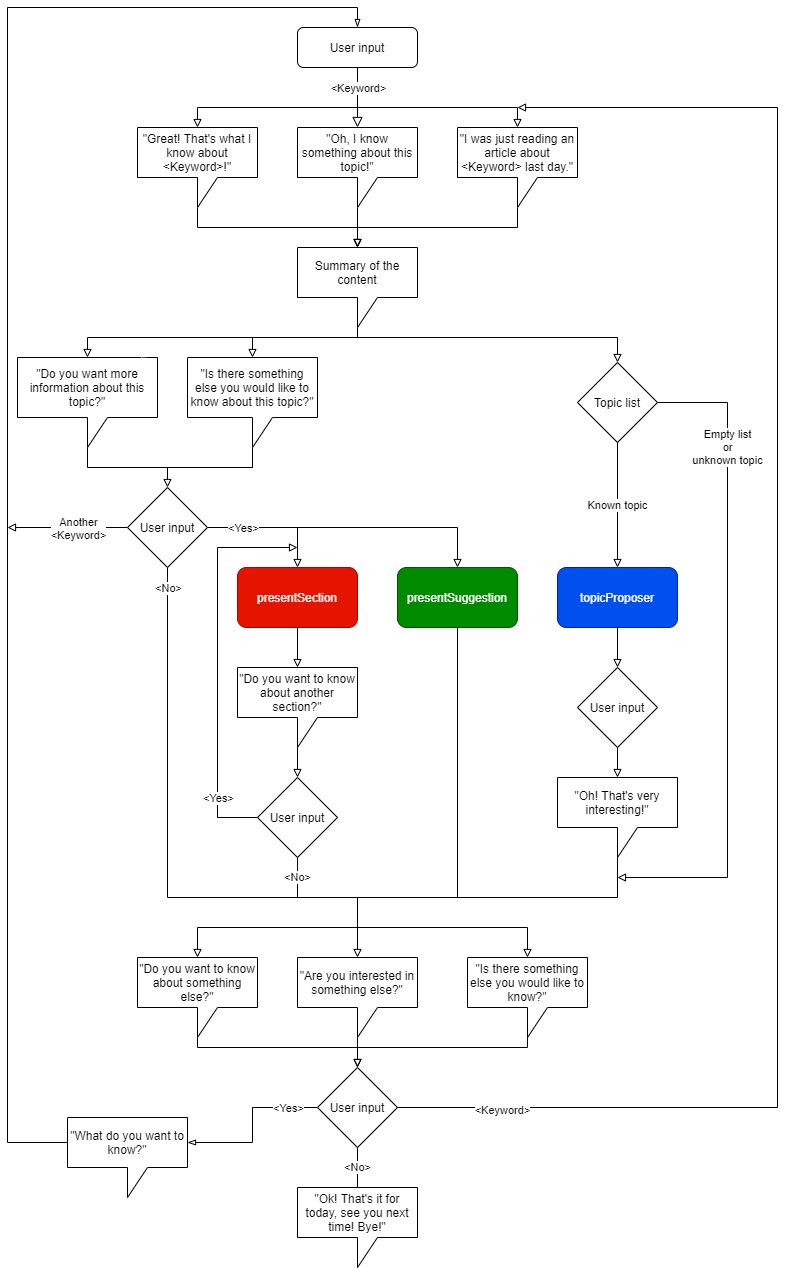 User input
<Keyword>
"Great! That's what I
know about
<Keyword>!"
"Oh, I know
something about this
topic!"
"I was just reading an
article about
<Keyword> last day."
Summary of the
content
"Do you want more
information about this
topic?"
"Is there something
else you would like to
know about this topic?"
Topic list
Empty list
or
unknown topic
Known topic
Another
<Keyword>
User input
<Yes>
<No>
presentSection
presentSuggestion
topicProposer
"Do you want to know
about another
section?"
User input
<Yes>
User input
"Oh! That's very
interesting!"
<No>
"Do you want to know
about something
else?"
"Are you interested in
something else?"
"Is there something
else you would like to
know?"
<Yes>
User input
<Keyword>
"What do you want to
know?"
<No>
"Ok! That's it for
today, see you next
time! Bye!"